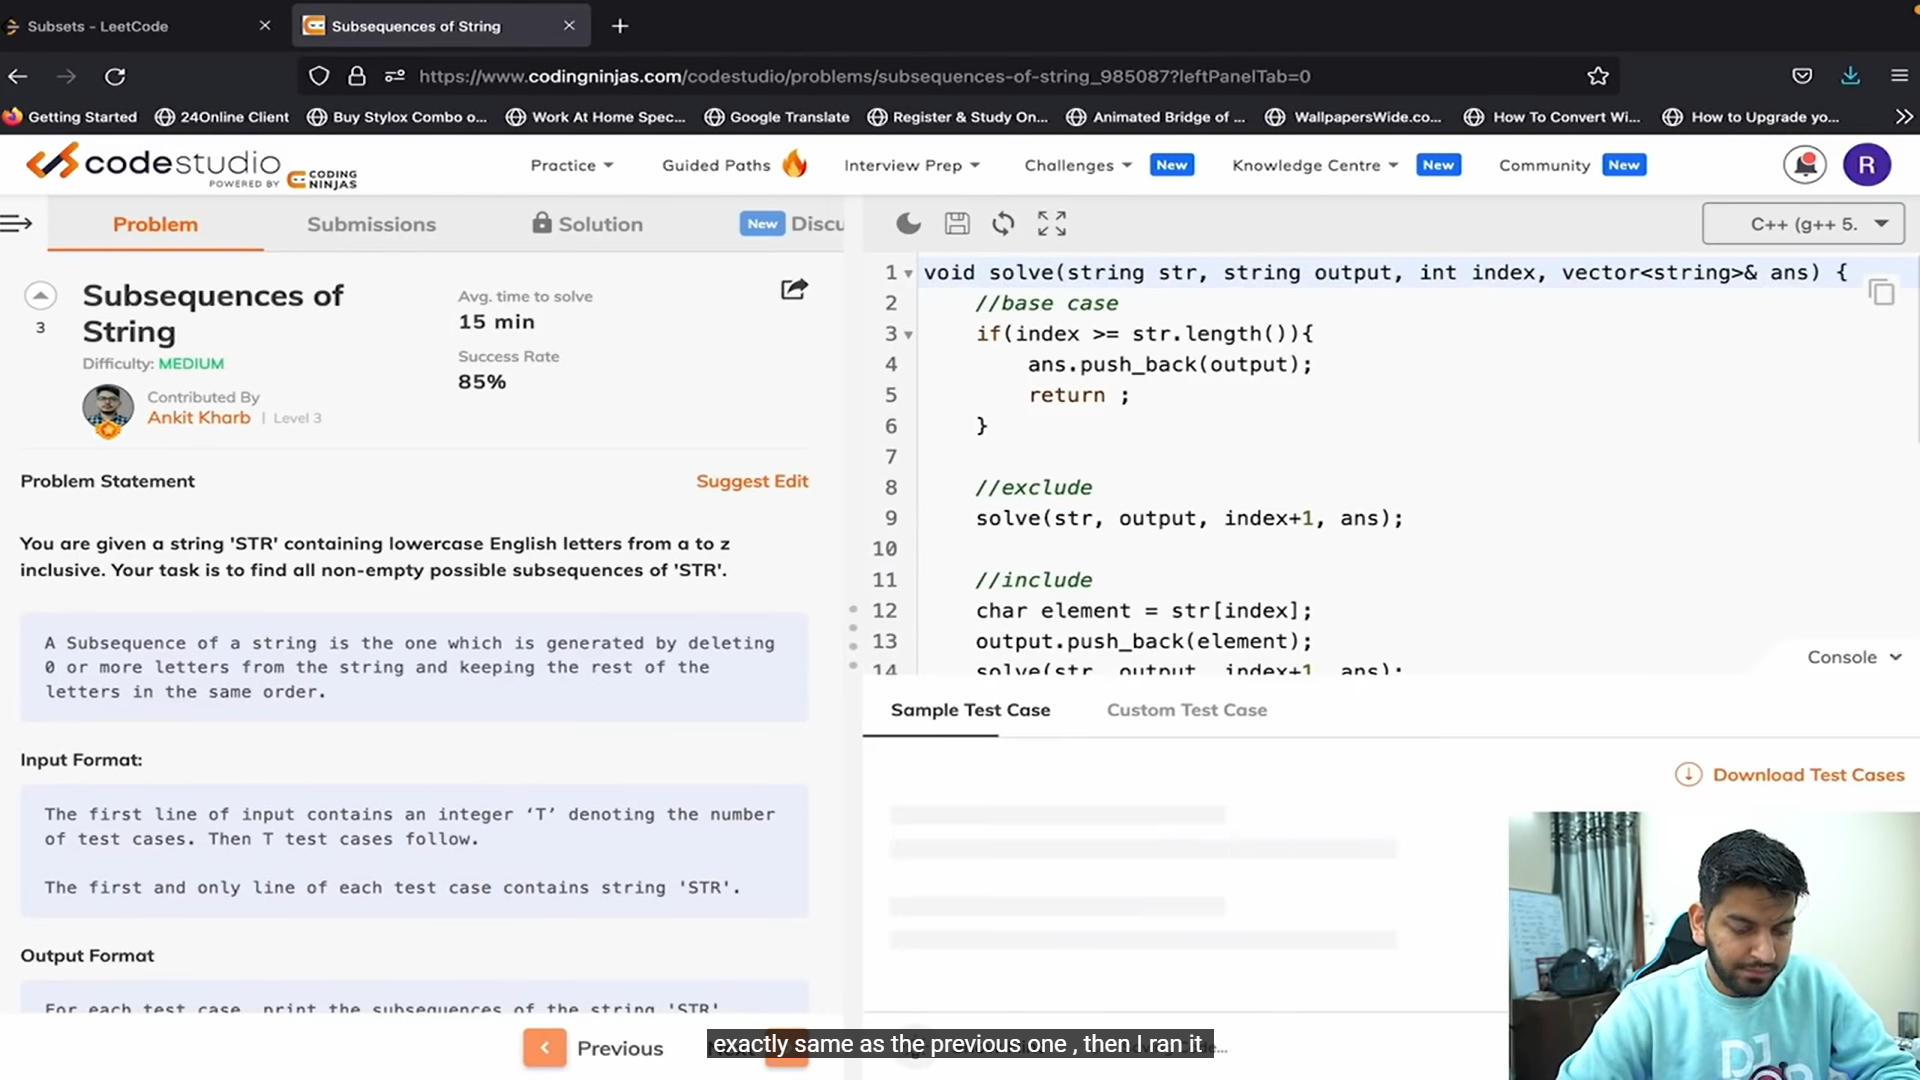 Subsets - LeetCode
Subsequences of String
https://www.codingninjas.com/codestudio/problems/subsequences-of-string_985087?leftPanelTab=0
Getting Started
24Online Client
Buy Stylox Combo o...
Work At Home Spec...
Google Translate
Register & Study On...
Animated Bridge of ...
WallpapersWide.co...
How To Convert Wi...
How to Upgrade yo...
codestudio
POWERED BY CODING NINJAS
Practice
Guided Paths
Interview Prep
Challenges New
Knowledge Centre New
Community New
R
Problem
Submissions
Solution
New Discu
C++ (g++ 5.
Subsequences of
String
3
Difficulty: MEDIUM
Contributed By
Ankit Kharb | Level 3
Avg. time to solve
15 min
Success Rate
85%
Problem Statement
Suggest Edit
You are given a string 'STR' containing lowercase English letters from a to z
inclusive. Your task is to find all non-empty possible subsequences of 'STR'.
A Subsequence of a string is the one which is generated by deleting
0 or more letters from the string and keeping the rest of the
letters in the same order.
Input Format:
The first line of input contains an integer ‘T’ denoting the number
of test cases. Then T test cases follow.
The first and only line of each test case contains string 'STR'.
Output Format
For each test case, print the subsequences of the string 'STR'
Previous
1 void solve(string str, string output, int index, vector<string>& ans) {
2 //base case
3 if(index >= str.length()){
4 ans.push_back(output);
5 return ;
6 }
7
8 //exclude
9 solve(str, output, index+1, ans);
10
11 //include
12 char element = str[index];
13 output.push_back(element);
14 solve(str, output, index+1, ans);
Console
Sample Test Case
Custom Test Case
Download Test Cases
exactly same as the previous one , then I ran it